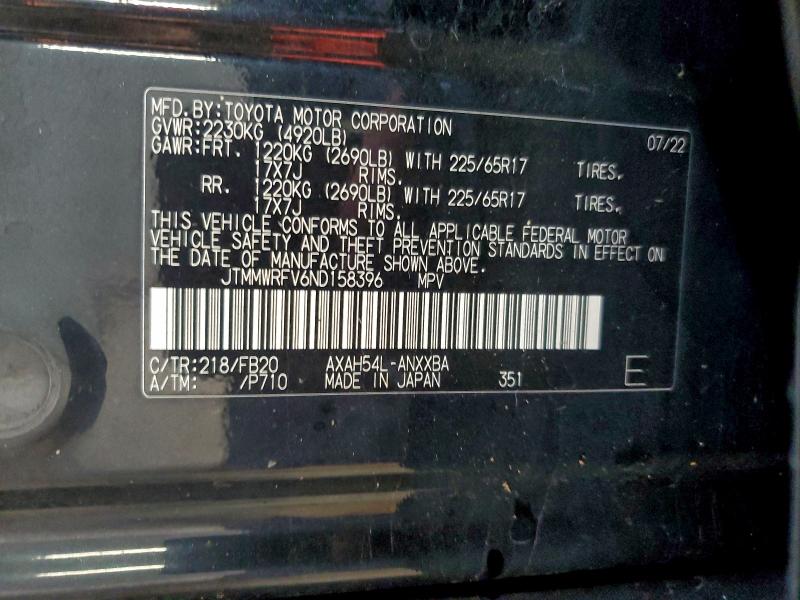 MFD.BY:TOYOTA MOTOR CORPORATION 07/22
GVWR:2230KG (4920LB)
GAWR:FRT. 1220KG (2690LB) WITH 225/65R17 TIRES.
17X7J RIMS.
RR. 1220KG (2690LB) WITH 225/65R17 TIRES.
17X7J RIMS.
THIS VEHICLE CONFORMS TO ALL APPLICABLE FEDERAL MOTOR
VEHICLE SAFETY AND THEFT PREVENTION STANDARDS IN EFFECT ON
THE DATE OF MANUFACTURE SHOWN ABOVE.
JTMMWRFV6ND158396 MPV
C/TR:218/FB20 AXAH54L-ANXXBA
A/TM: /P710 MADE IN JAPAN 351 E